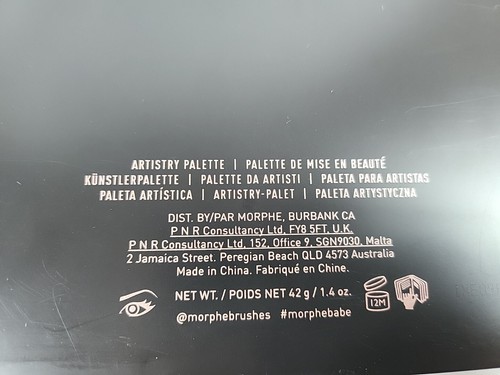 ARTISTRY PALETTE | PALETTE DE MISE EN BEAUTÉ
KÜNSTLERPALETTE | PALETTE DA ARTISTI | PALETA PARA ARTISTAS
PALETA ARTÍSTICA | ARTISTRY-PALET | PALETA ARTYSTYCZNA
DIST. BY/PAR MORPHE, BURBANK CA
P N R Consultancy Ltd, FY8 5FT, U.K.
P N R Consultancy Ltd, 152, Office 9, SGN9030, Malta
2 Jamaica Street. Peregian Beach QLD 4573 Australia
Made in China. Fabriqué en Chine.
NET WT. / POIDS NET 42 g / 1.4 oz.
12M
@morphebrushes #morphebabe